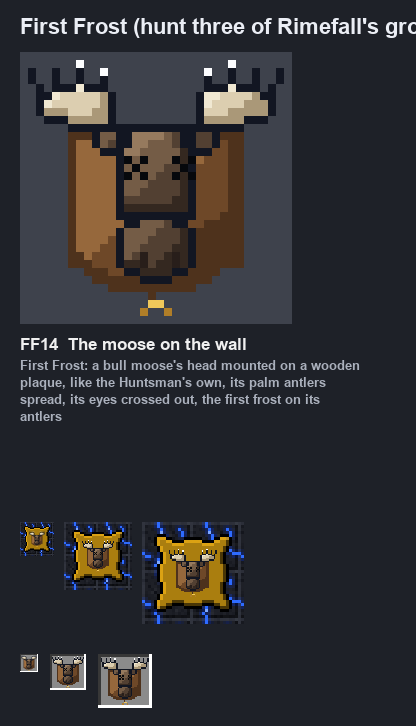 First Frost (hunt three of Rimefall's gro
FF14 The moose on the wall
First Frost: a bull moose's head mounted on a wooden
plaque, like the Huntsman's own, its palm antlers
spread, its eyes crossed out, the first frost on its
antlers